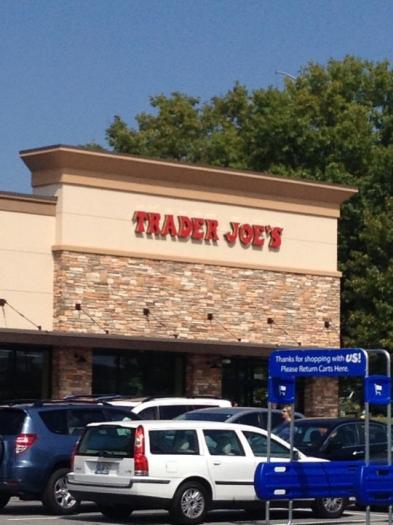 TRADER JOE'S
Thanks for shopping with US!
Please Return Carts Here.